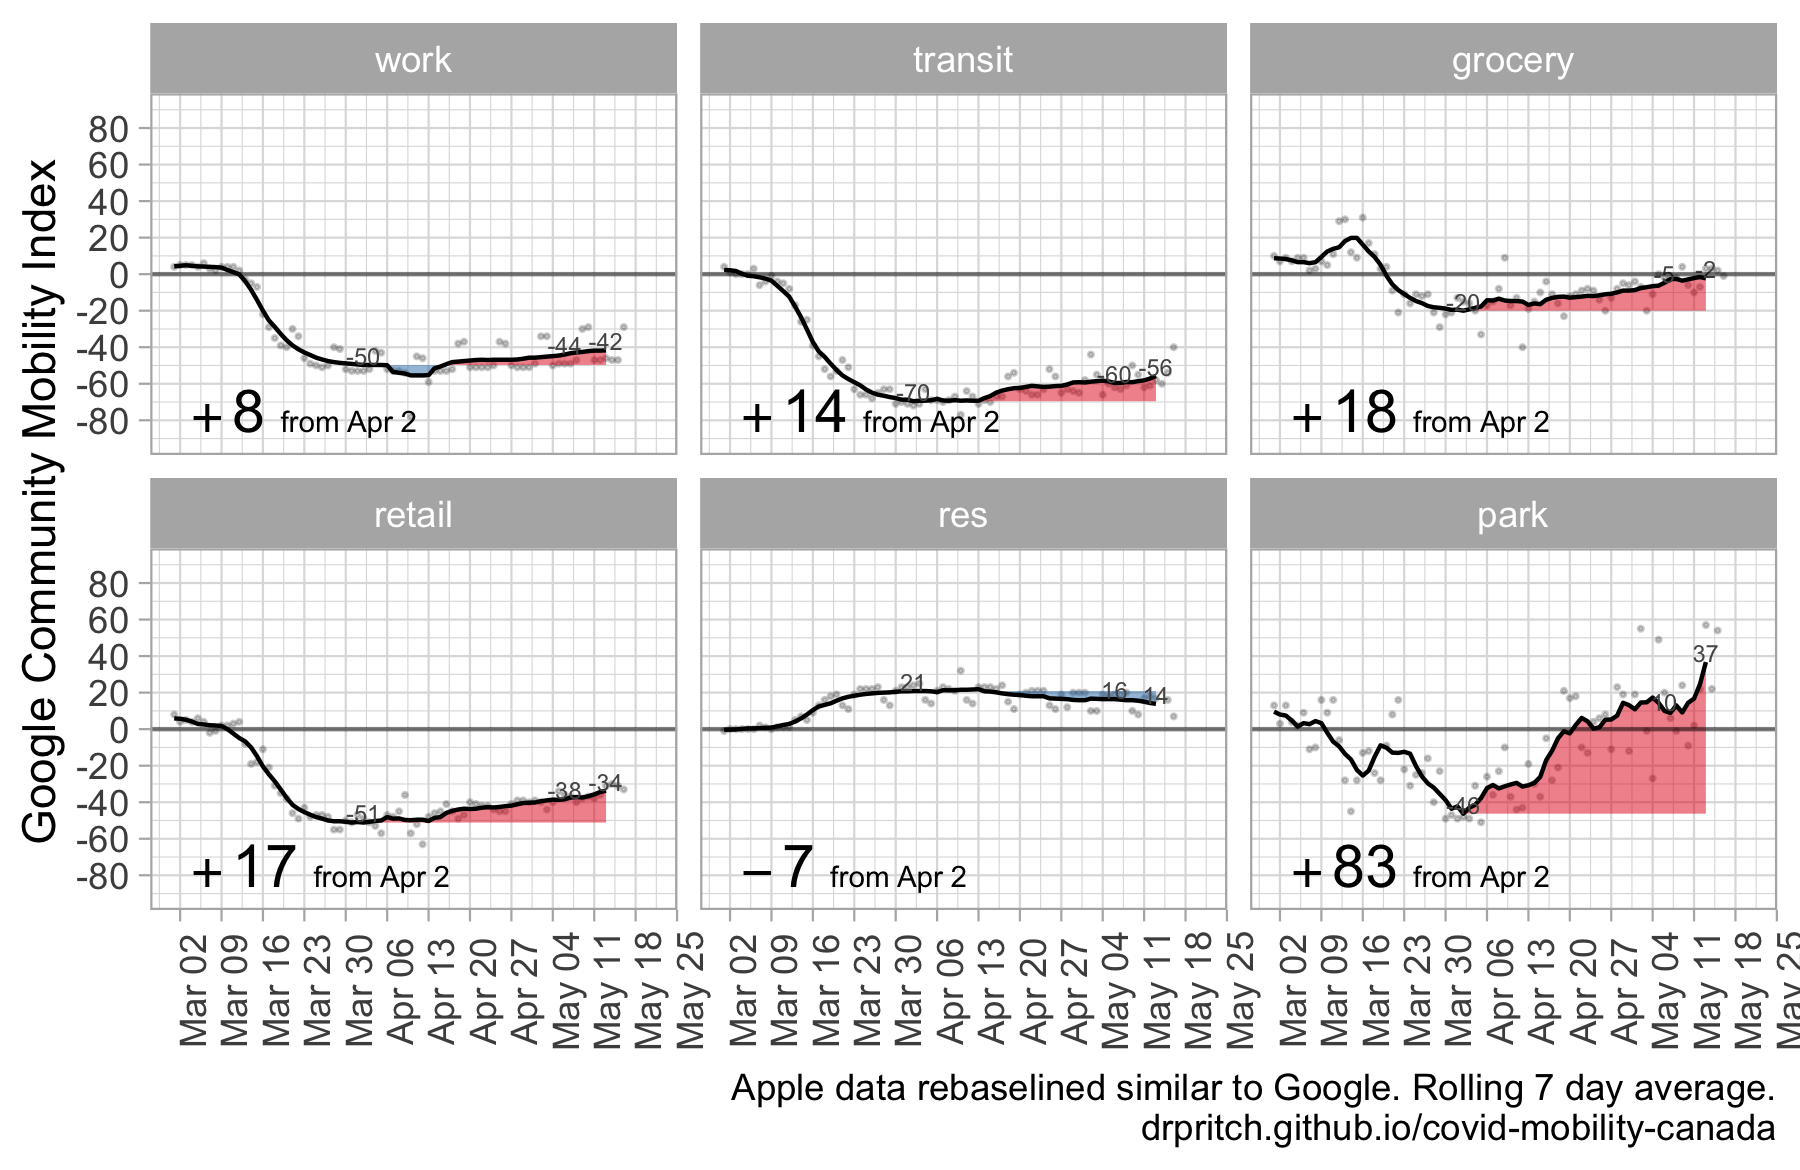 Google Community Mobility Index
work
80
60
40
20
0
-20
-40
-60
-80
-50
-44
-42
+ 8 from Apr 2
transit
-70
-60
-56
+ 14 from Apr 2
grocery
-20
-5
-2
+ 18 from Apr 2
retail
80
60
40
20
0
-20
-40
-60
-80
-51
-38
-34
+ 17 from Apr 2
res
21
16
14
− 7 from Apr 2
park
-46
10
37
+ 83 from Apr 2
Mar 02
Mar 09
Mar 16
Mar 23
Mar 30
Apr 06
Apr 13
Apr 20
Apr 27
May 04
May 11
May 18
May 25
Mar 02
Mar 09
Mar 16
Mar 23
Mar 30
Apr 06
Apr 13
Apr 20
Apr 27
May 04
May 11
May 18
May 25
Mar 02
Mar 09
Mar 16
Mar 23
Mar 30
Apr 06
Apr 13
Apr 20
Apr 27
May 04
May 11
May 18
May 25
Apple data rebaselined similar to Google. Rolling 7 day average.
drpritch.github.io/covid-mobility-canada